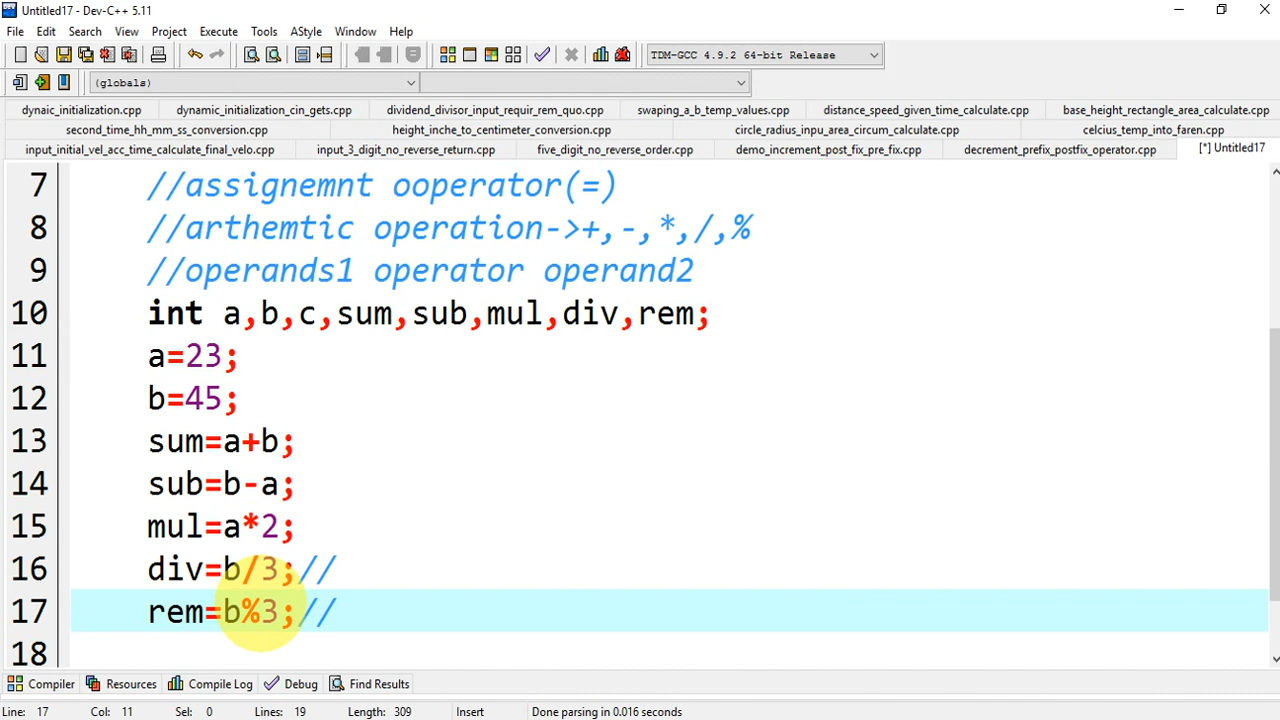 Untitled17 - Dev-C++ 5.11
File Edit Search View Project Execute Tools AStyle Window Help
TDM-GCC 4.9.2 64-bit Release
(globals)
dynaic_initialization.cpp dynamic_initialization_cin_gets.cpp dividend_divisor_input_requir_rem_quo.cpp swaping_a_b_temp_values.cpp distance_speed_given_time_calculate.cpp base_height_rectangle_area_calculate.cpp
second_time_hh_mm_ss_conversion.cpp height_inche_to_centimeter_conversion.cpp circle_radius_inpu_area_circum_calculate.cpp celcius_temp_into_faren.cpp
input_initial_vel_acc_time_calculate_final_velo.cpp input_3_digit_no_reverse_return.cpp five_digit_no_reverse_order.cpp demo_increment_post_fix_pre_fix.cpp decrement_prefix_postfix_operator.cpp [*] Untitled17
7 //assignemnt ooperator(=)
8 //arthemtic operation->+,-,*,/,%
9 //operands1 operator operand2
10 int a,b,c,sum,sub,mul,div,rem;
11 a=23;
12 b=45;
13 sum=a+b;
14 sub=b-a;
15 mul=a*2;
16 div=b/3;//
17 rem=b%3;//
18
Compiler Resources Compile Log Debug Find Results
Line: 17 Col: 11 Sel: 0 Lines: 19 Length: 309 Insert Done parsing in 0.016 seconds